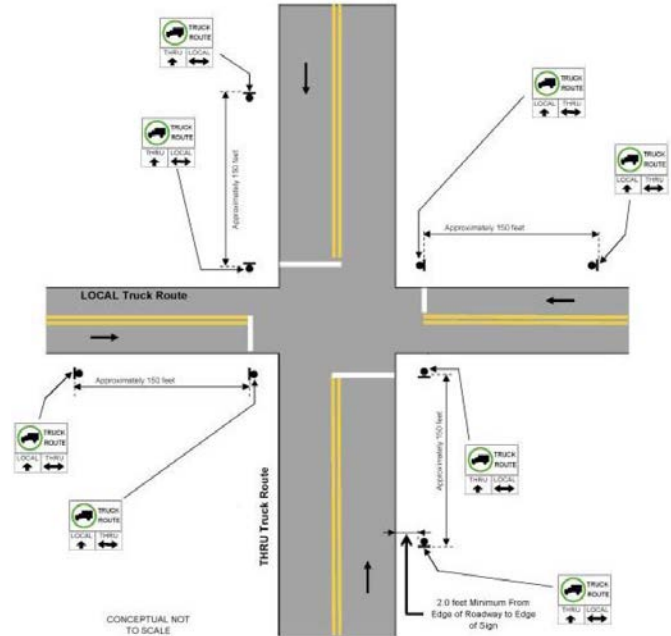 TRUCK
ROUTE
THRU LOCAL
TRUCK
ROUTE
THRU LOCAL
Approximately 150 feet
TRUCK
ROUTE
LOCAL THRU
TRUCK
ROUTE
LOCAL THRU
Approximately 150 feet
LOCAL Truck Route
Approximately 150 feet
TRUCK
ROUTE
LOCAL THRU
TRUCK
ROUTE
LOCAL THRU
THRU Truck Route
Approximately 150 feet
TRUCK
ROUTE
THRU LOCAL
TRUCK
ROUTE
THRU LOCAL
2.0 feet Minimum From
Edge of Roadway to Edge
of Sign
CONCEPTUAL NOT
TO SCALE